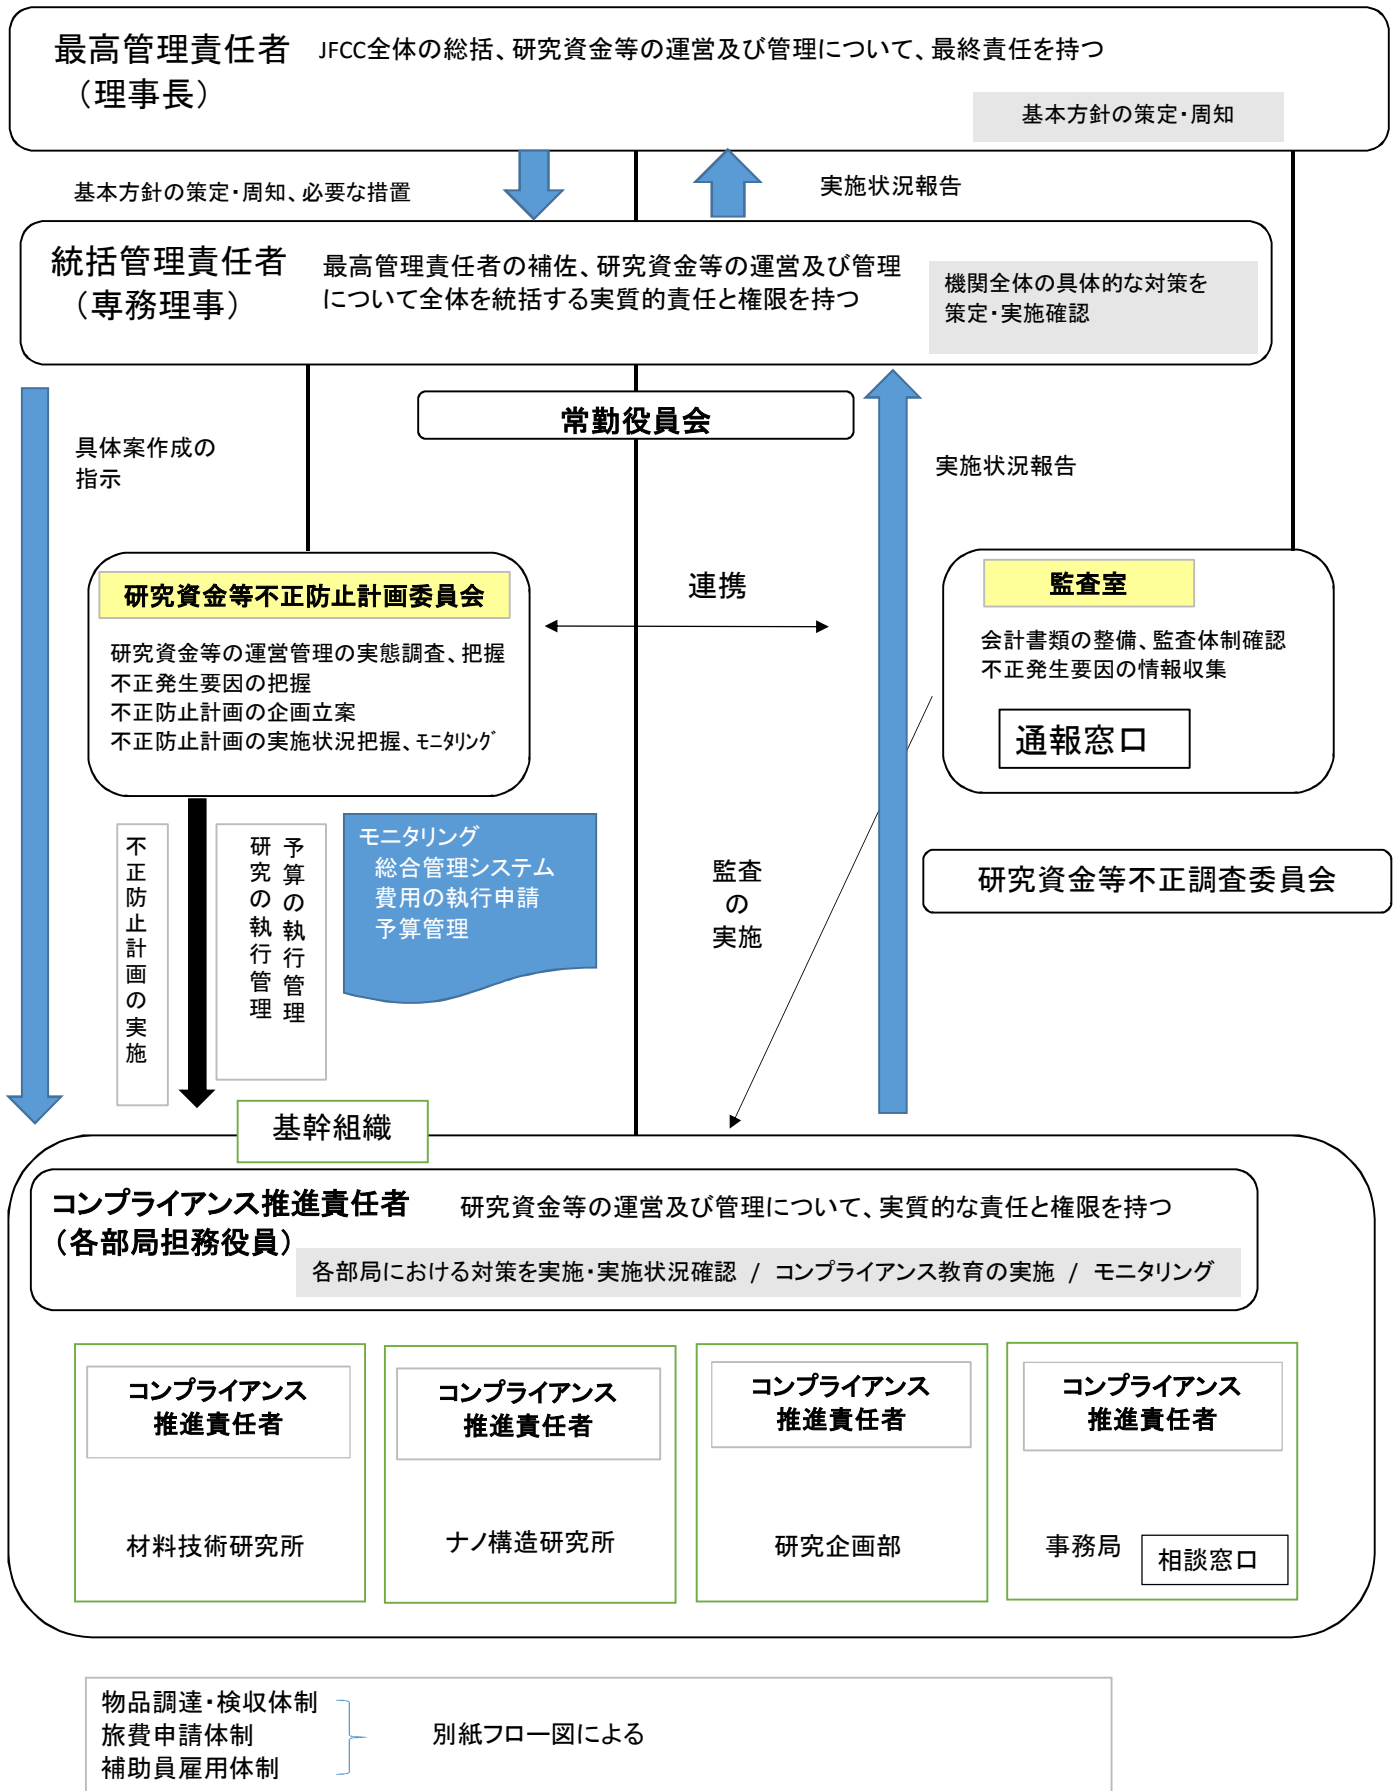 最高管理責任者 JFCC全体の総括、研究資金等の運営及び管理について、最終責任を持つ
（理事長）
基本方針の策定・周知
基本方針の策定・周知、必要な措置
実施状況報告
統括管理責任者
（専務理事）
最高管理責任者の補佐、研究資金等の運営及び管理
について全体を統括する実質的責任と権限を持つ
機関全体の具体的な対策を
策定・実施確認
常勤役員会
具体案作成の
指示
実施状況報告
研究資金等不正防止計画委員会
研究資金等の運営管理の実態調査、把握
不正発生要因の把握
不正防止計画の企画立案
不正防止計画の実施状況把握、ﾓﾆﾀﾘﾝｸﾞ
連携
監査室
会計書類の整備、監査体制確認
不正発生要因の情報収集
通報窓口
不正防止計画の実施
予算の執行管理
研究の執行管理
モニタリング
総合管理システム
費用の執行申請
予算管理
監査
の
実施
研究資金等不正調査委員会
基幹組織
コンプライアンス推進責任者 研究資金等の運営及び管理について、実質的な責任と権限を持つ
（各部局担務役員）
各部局における対策を実施・実施状況確認 / コンプライアンス教育の実施 / モニタリング
コンプライアンス
推進責任者
材料技術研究所
コンプライアンス
推進責任者
ナノ構造研究所
コンプライアンス
推進責任者
研究企画部
コンプライアンス
推進責任者
事務局
相談窓口
物品調達・検収体制
旅費申請体制
補助員雇用体制
別紙フロー図による